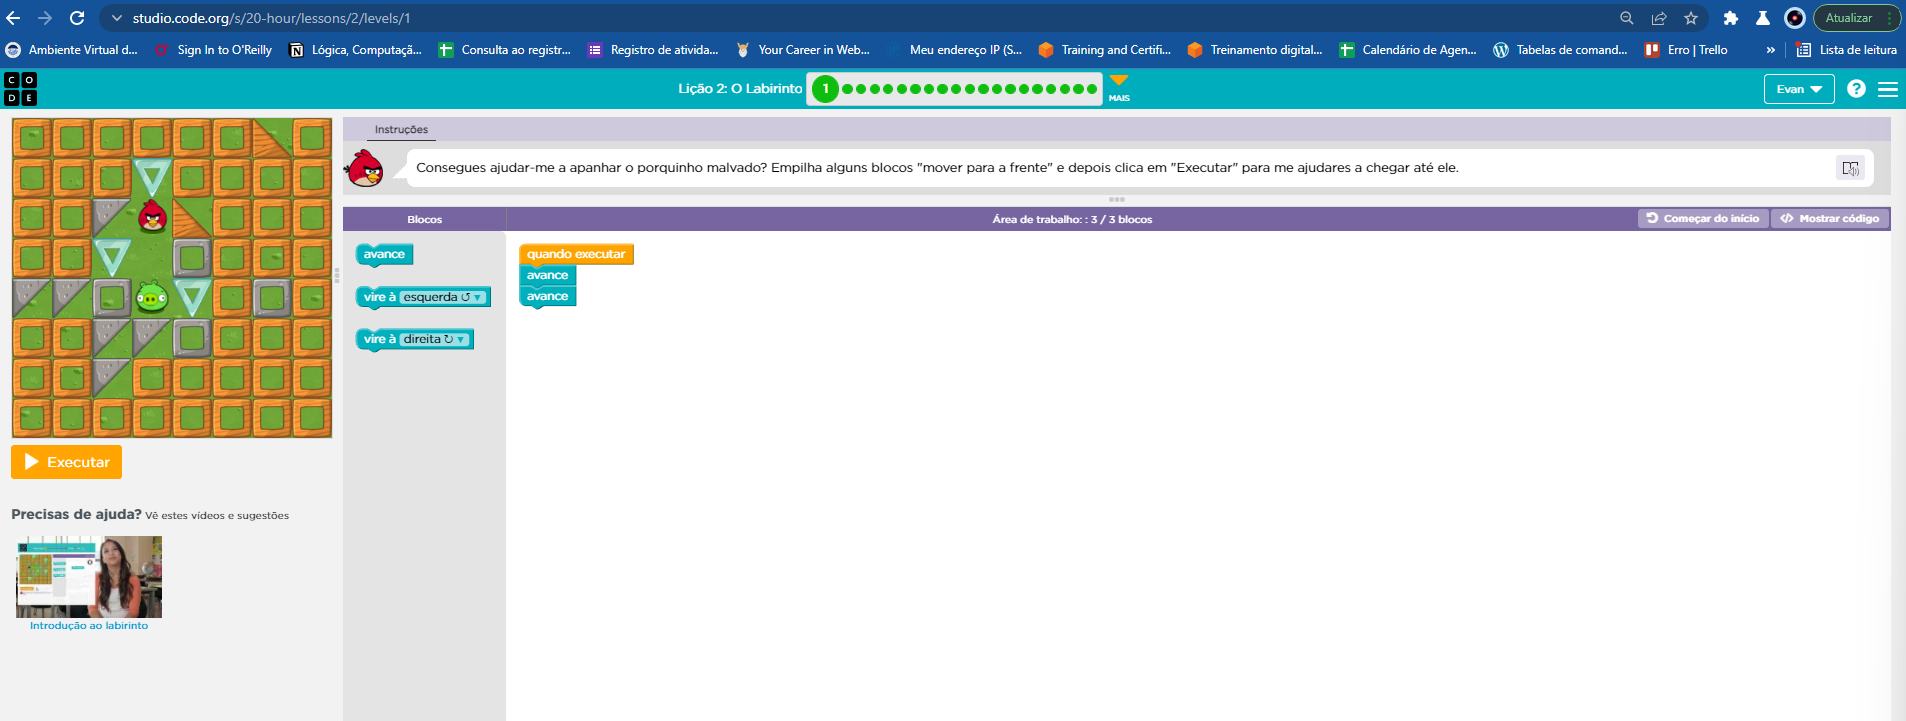 studio.code.org/s/20-hour/lessons/2/levels/1
Atualizar
Ambiente Virtual d...
Sign In to O'Reilly
Lógica, Computaçã...
Consulta ao registr...
Registro de ativida...
Your Career in Web...
Meu endereço IP (S...
Training and Certifi...
Treinamento digital...
Calendário de Agen...
Tabelas de comand...
Erro | Trello
»
Lista de leitura
C O
D E
Lição 2: O Labirinto
1
MAIS
Evan
?
Instruções
Consegues ajudar-me a apanhar o porquinho malvado? Empilha alguns blocos "mover para a frente" e depois clica em "Executar" para me ajudares a chegar até ele.
Blocos
Área de trabalho: : 3 / 3 blocos
Começar do início
Mostrar código
avance
vire à esquerda ↺ ▼
vire à direita ↻ ▼
quando executar
avance
avance
Executar
Precisas de ajuda? Vê estes vídeos e sugestões
Introdução ao labirinto